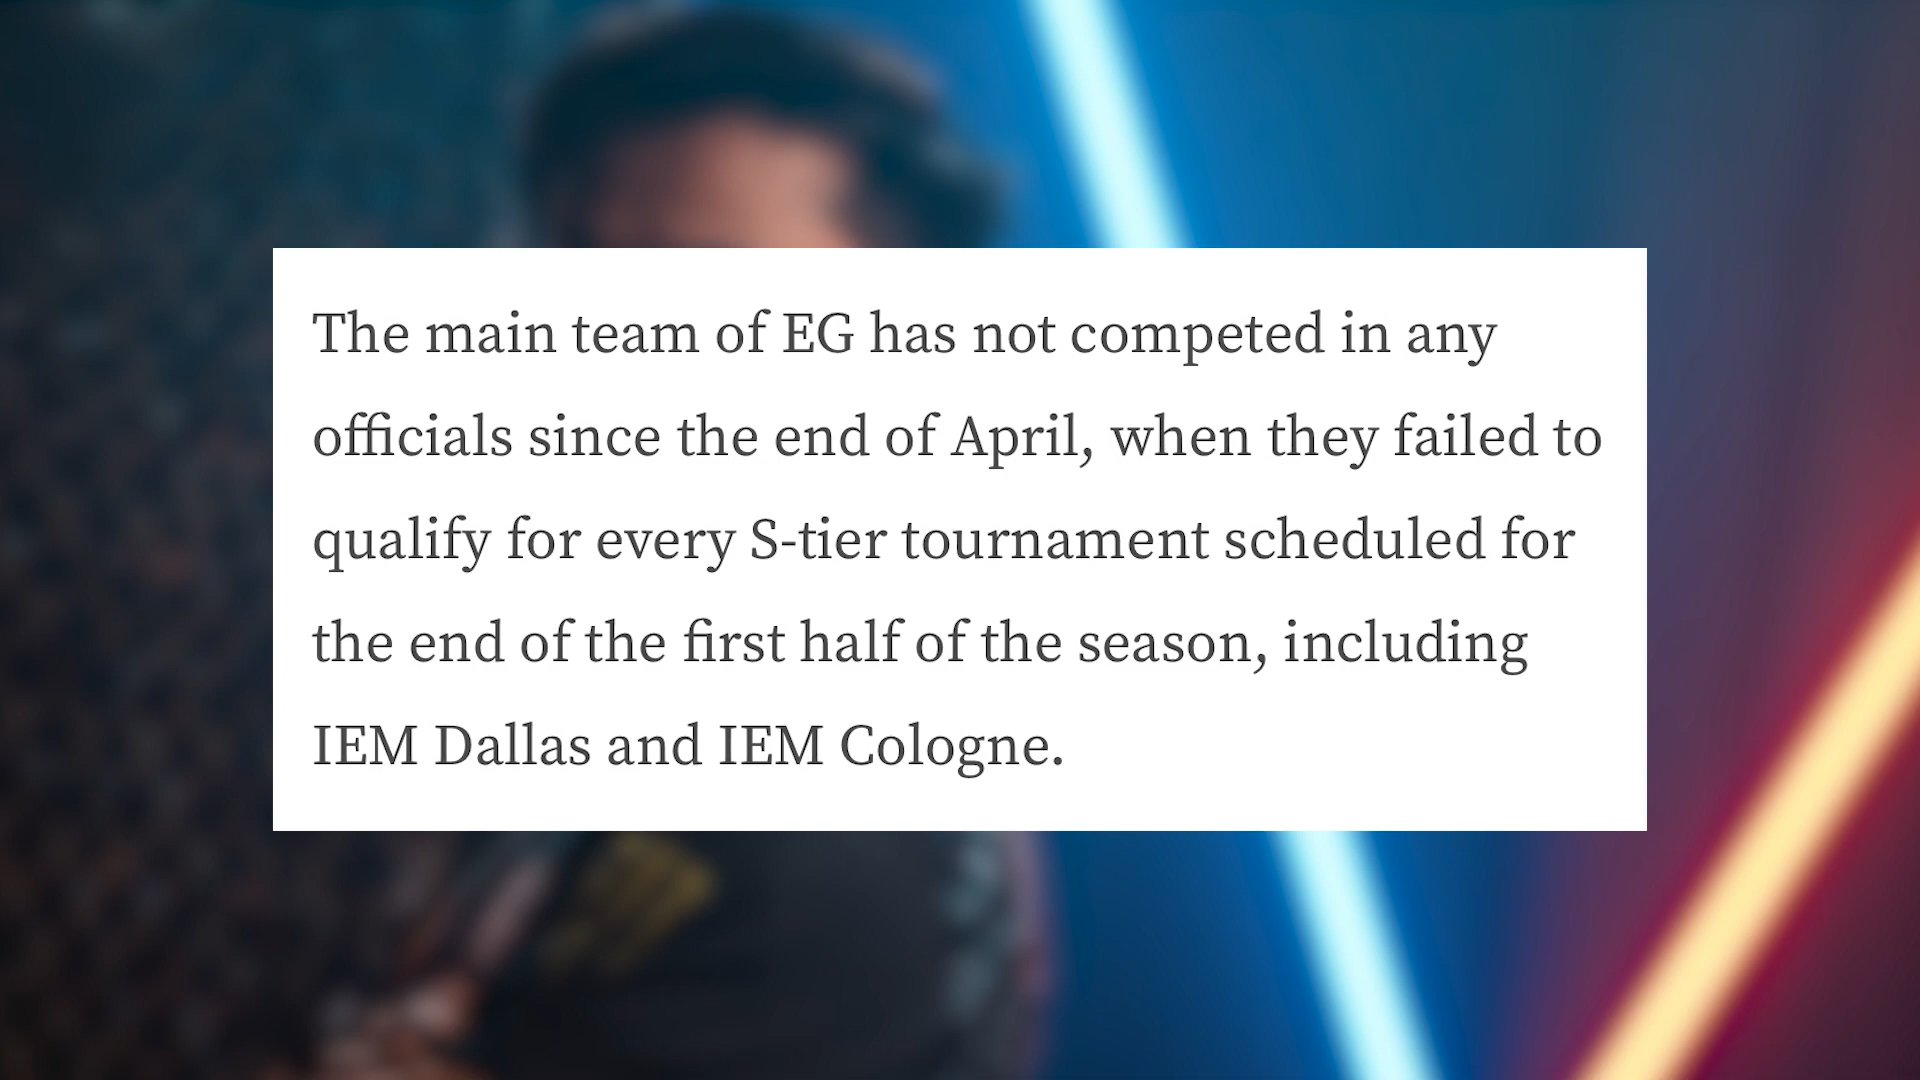 The main team of EG has not competed in any
officials since the end of April, when they failed to
qualify for every S-tier tournament scheduled for
the end of the first half of the season, including
IEM Dallas and IEM Cologne.